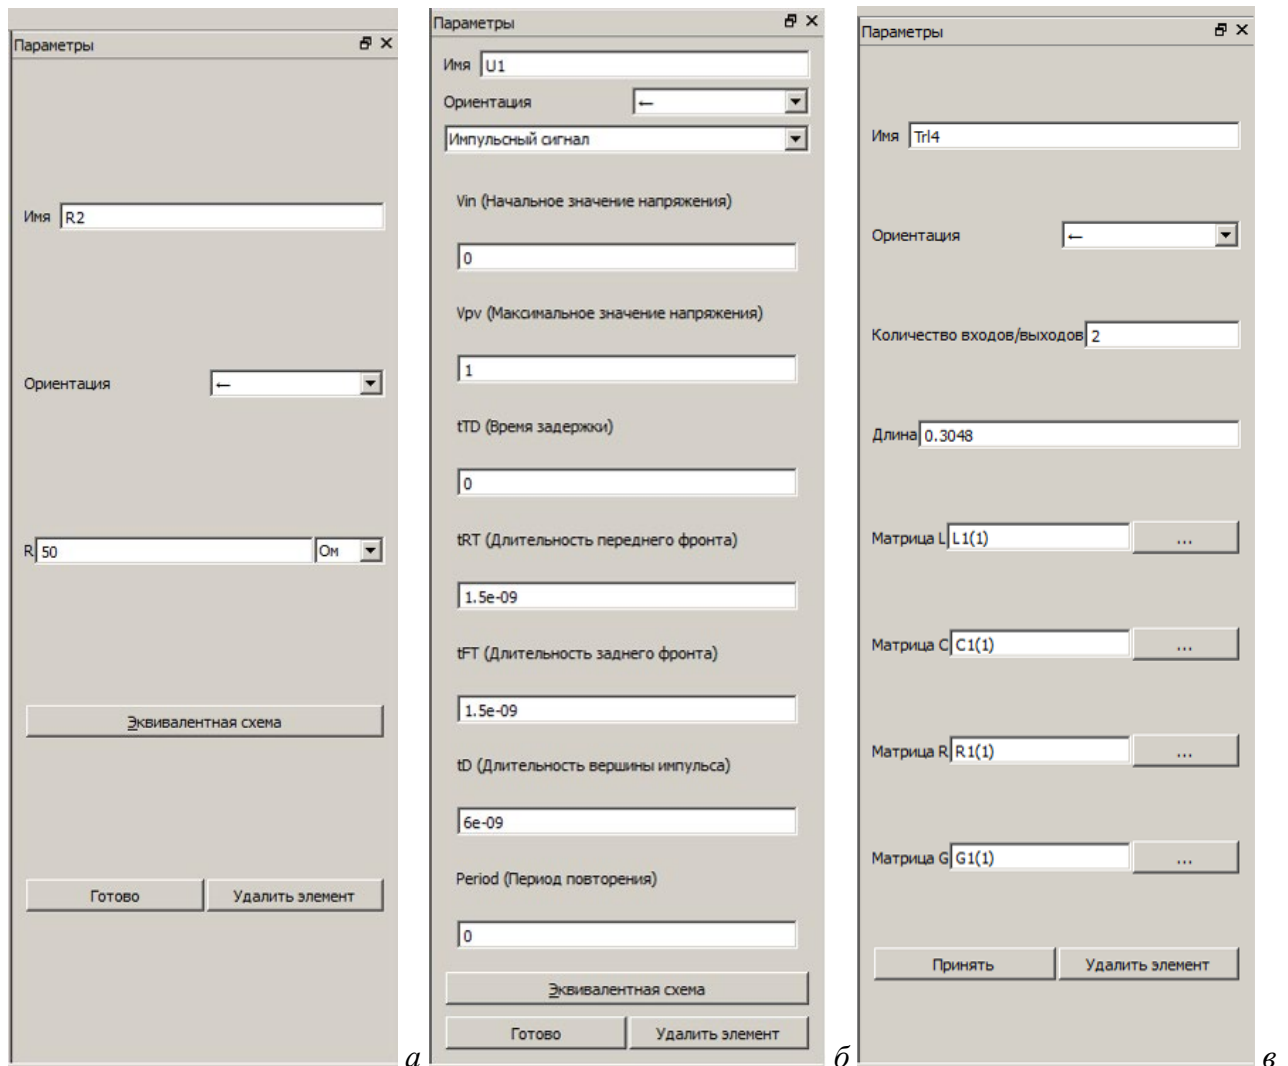 Параметры
Имя R2
Ориентация ←
R 50 Ом
Эквивалентная схема
Готово Удалить элемент
а
Параметры
Имя U1
Ориентация ←
Импульсный сигнал
Vin (Начальное значение напряжения)
0
Vpv (Максимальное значение напряжения)
1
tTD (Время задержки)
0
tRT (Длительность переднего фронта)
1.5e-09
tFT (Длительность заднего фронта)
1.5e-09
tD (Длительность вершины импульса)
6e-09
Period (Период повторения)
0
Эквивалентная схема
Готово Удалить элемент
б
Параметры
Имя Trl4
Ориентация ←
Количество входов/выходов 2
Длина 0.3048
Матрица L L1(1) ...
Матрица C C1(1) ...
Матрица R R1(1) ...
Матрица G G1(1) ...
Принять Удалить элемент
в